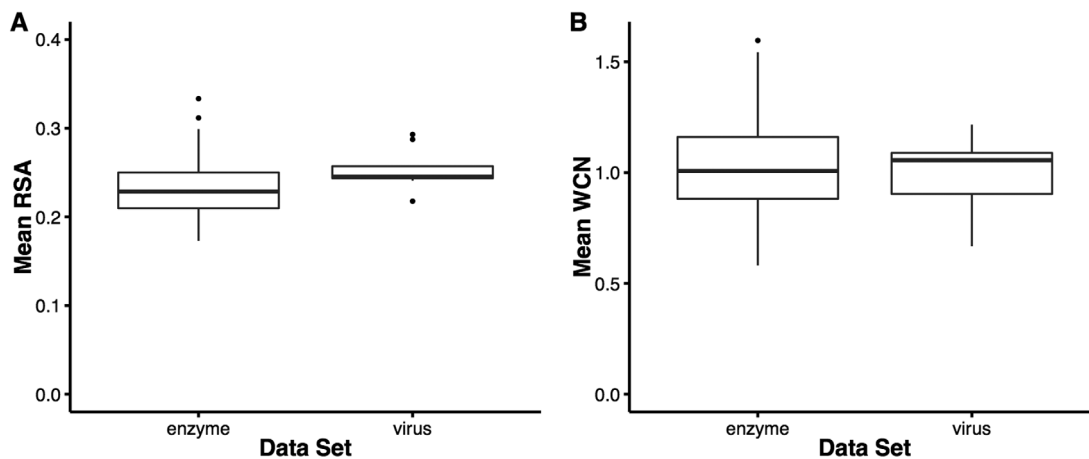 A
0.4
0.3
0.2
0.1
0.0
Mean RSA
enzyme
virus
Data Set
B
1.5
1.0
0.5
0.0
Mean WCN
enzyme
virus
Data Set